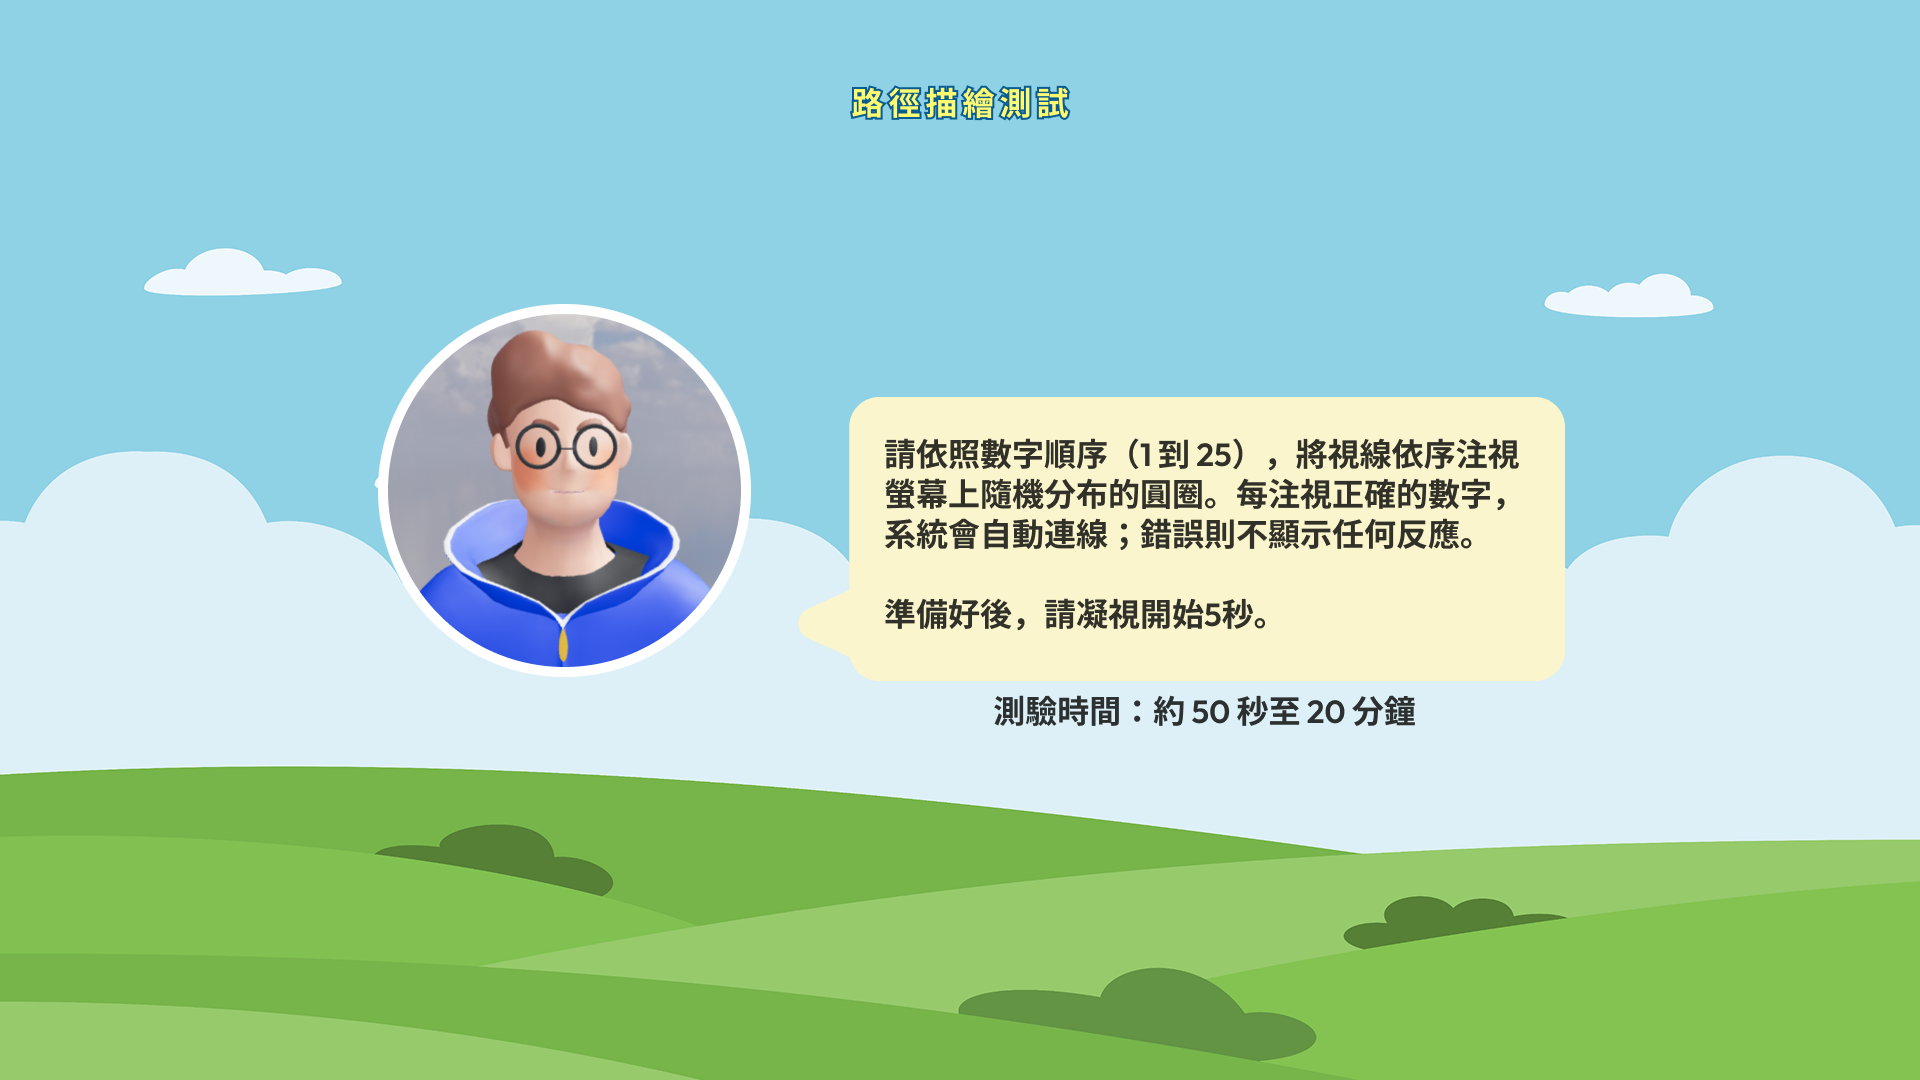 路徑描繪測試
請依照數字順序（1 到 25），將視線依序注視
螢幕上隨機分布的圓圈。每注視正確的數字，
系統會自動連線；錯誤則不顯示任何反應。
準備好後，請凝視開始5秒。
測驗時間：約 50 秒至 20 分鐘